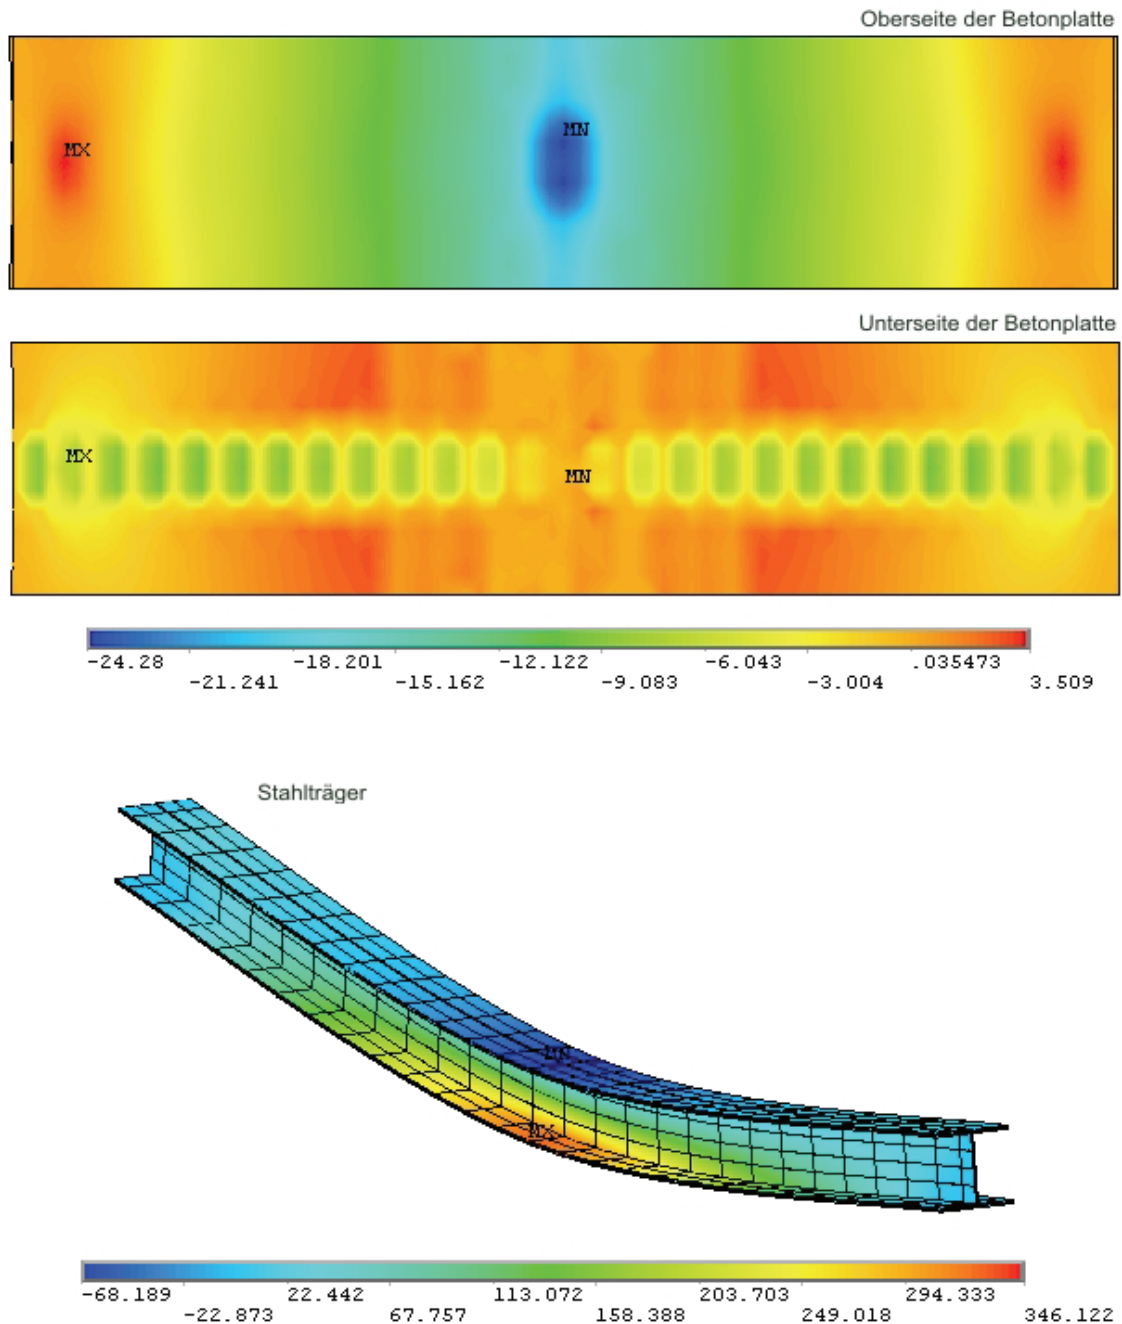 Oberseite der Betonplatte
MN
MX
Unterseite der Betonplatte
MX
MN
-24.28 -18.201 -12.122 -6.043 .035473
-21.241 -15.162 -9.083 -3.004 3.509
Stahlträger
MN
MX
-68.189 22.442 113.072 203.703 294.333
-22.873 67.757 158.388 249.018 346.122